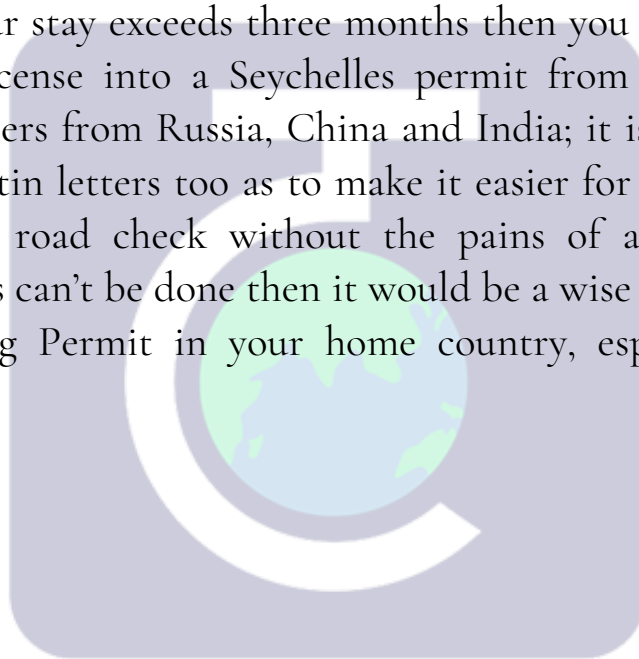 ur stay exceeds three months then you
cense into a Seychelles permit from
ers from Russia, China and India; it is
tin letters too as to make it easier for
road check without the pains of a
s can't be done then it would be a wise
g Permit in your home country, esp